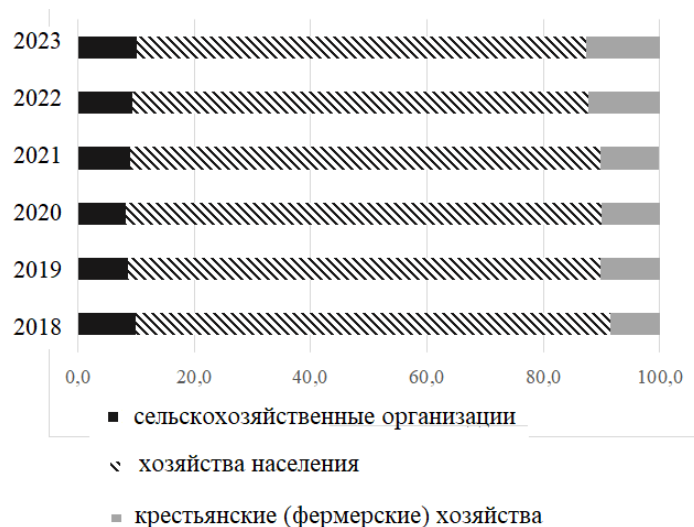 2023
2022
2021
2020
2019
2018
0,0 20,0 40,0 60,0 80,0 100,0
сельскохозяйственные организации
хозяйства населения
крестьянские (фермерские) хозяйства